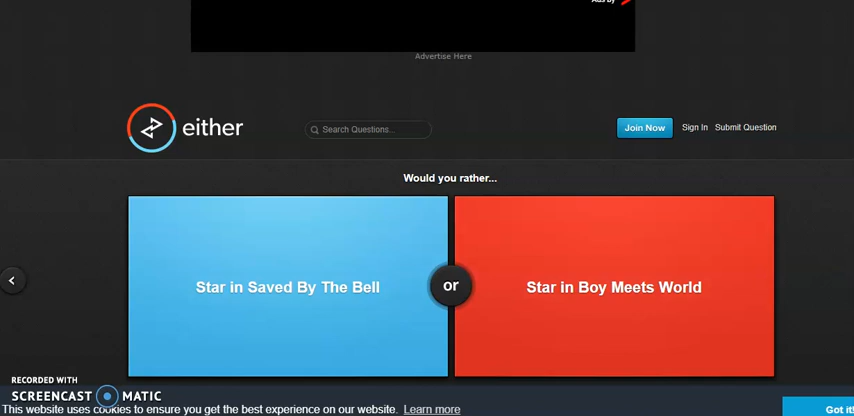 Ads by
Advertise Here
either
Search Questions...
Join Now
Sign In
Submit Question
Would you rather...
Star in Saved By The Bell
or
Star in Boy Meets World
RECORDED WITH
SCREENCAST MATIC
This website uses cookies to ensure you get the best experience on our website. Learn more
Got it!